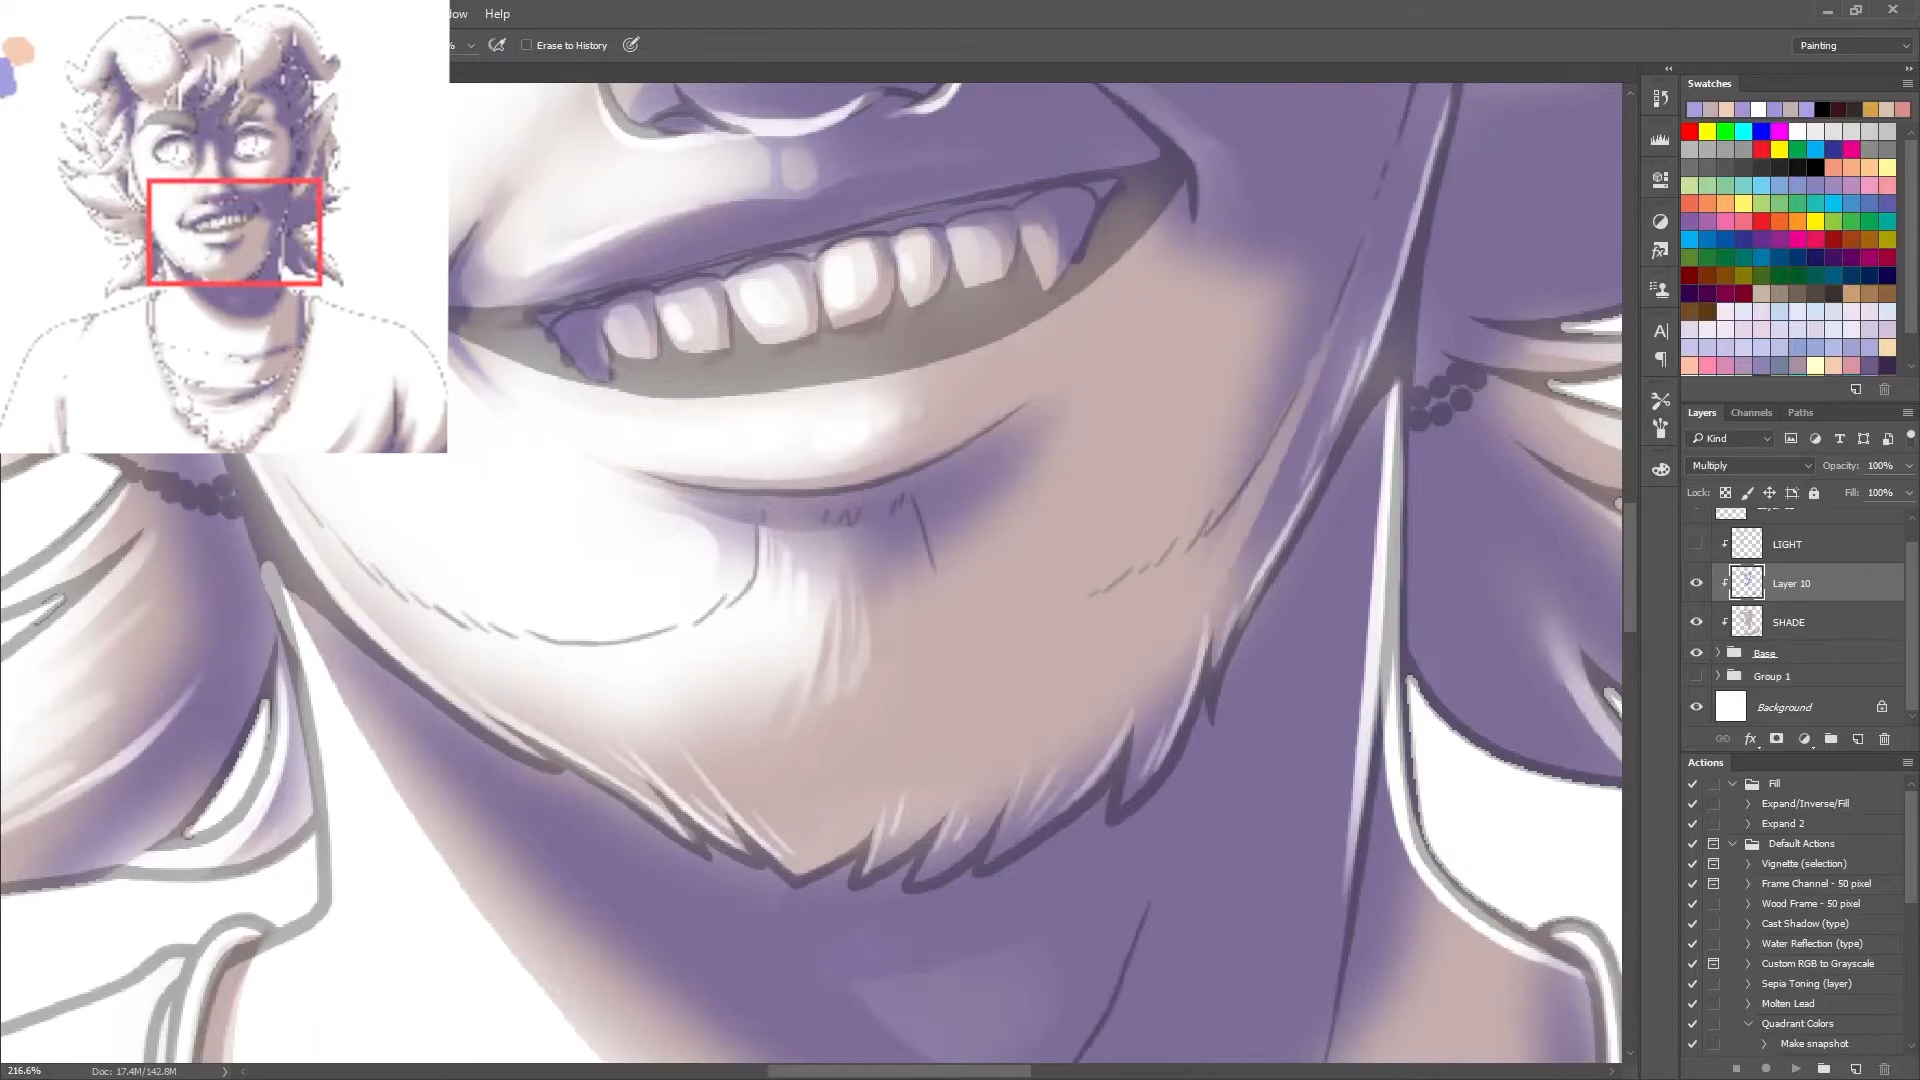 Help
%
Erase to History
Painting
Swatches
Layers
Channels
Paths
Kind
Multiply
Opacity: 100%
Lock:
Fill: 100%
LIGHT
Layer 10
SHADE
Base
Group 1
Background
Actions
Fill
Expand/Inverse/Fill
Expand 2
Default Actions
Vignette (selection)
Frame Channel - 50 pixel
Wood Frame - 50 pixel
Cast Shadow (type)
Water Reflection (type)
Custom RGB to Grayscale
Sepia Toning (layer)
Molten Lead
Quadrant Colors
Make snapshot
216.6%
Doc: 17.4M/142.8M